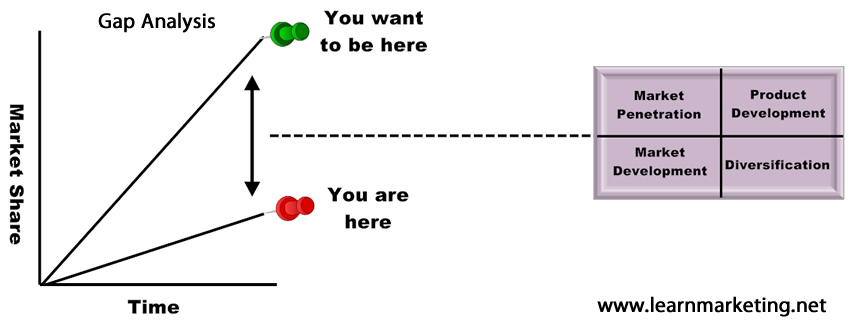 Gap Analysis
You want
to be here
Market Share
You are
here
Time
Market
Penetration
Product
Development
Market
Development
Diversification
www.learnmarketing.net